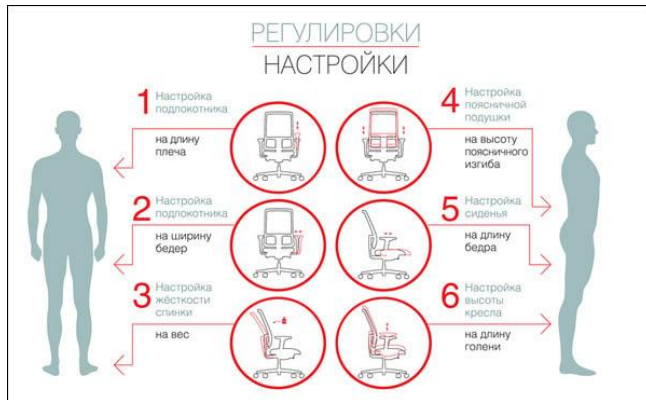 РЕГУЛИРОВКИ
НАСТРОЙКИ
1 Настройка
подлокотника
на длину
плеча
2 Настройка
подлокотника
на ширину
бедер
3 Настройка
жёсткости
спинки
на вес
4 Настройка
поясничной
подушки
на высоту
поясничного
изгиба
5 Настройка
сиденья
на длину
бедра
6 Настройка
высоты
кресла
на длину
голени